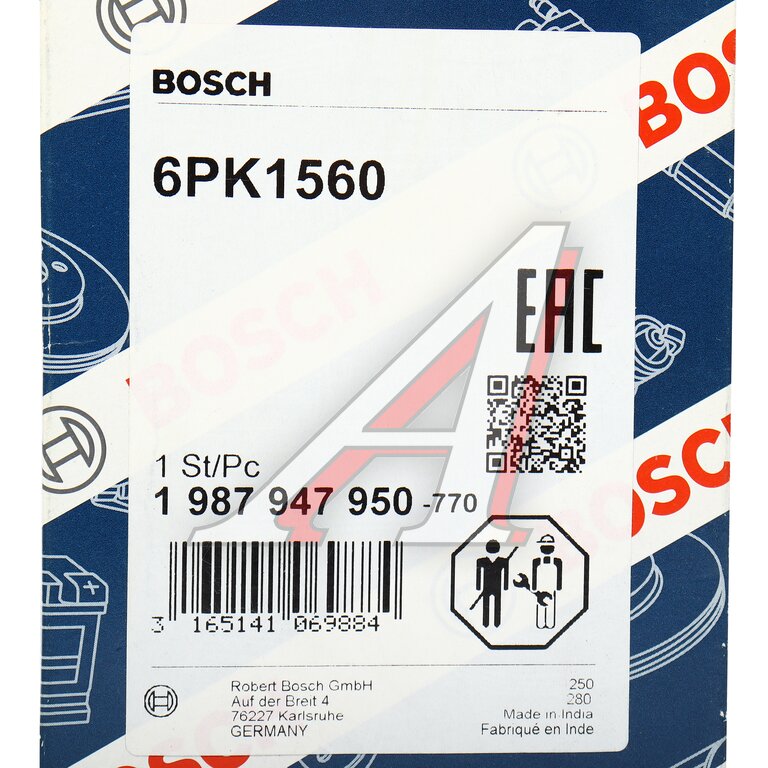 BOSCH
BOSCH
6PK1560
EAC
BOSCH
1 St/Pc
1 987 947 950 -770
BOSCH
3 165141 069884
Robert Bosch GmbH
Auf der Breit 4
76227 Karlsruhe
GERMANY
250
280
Made in India
Fabriqué en Inde